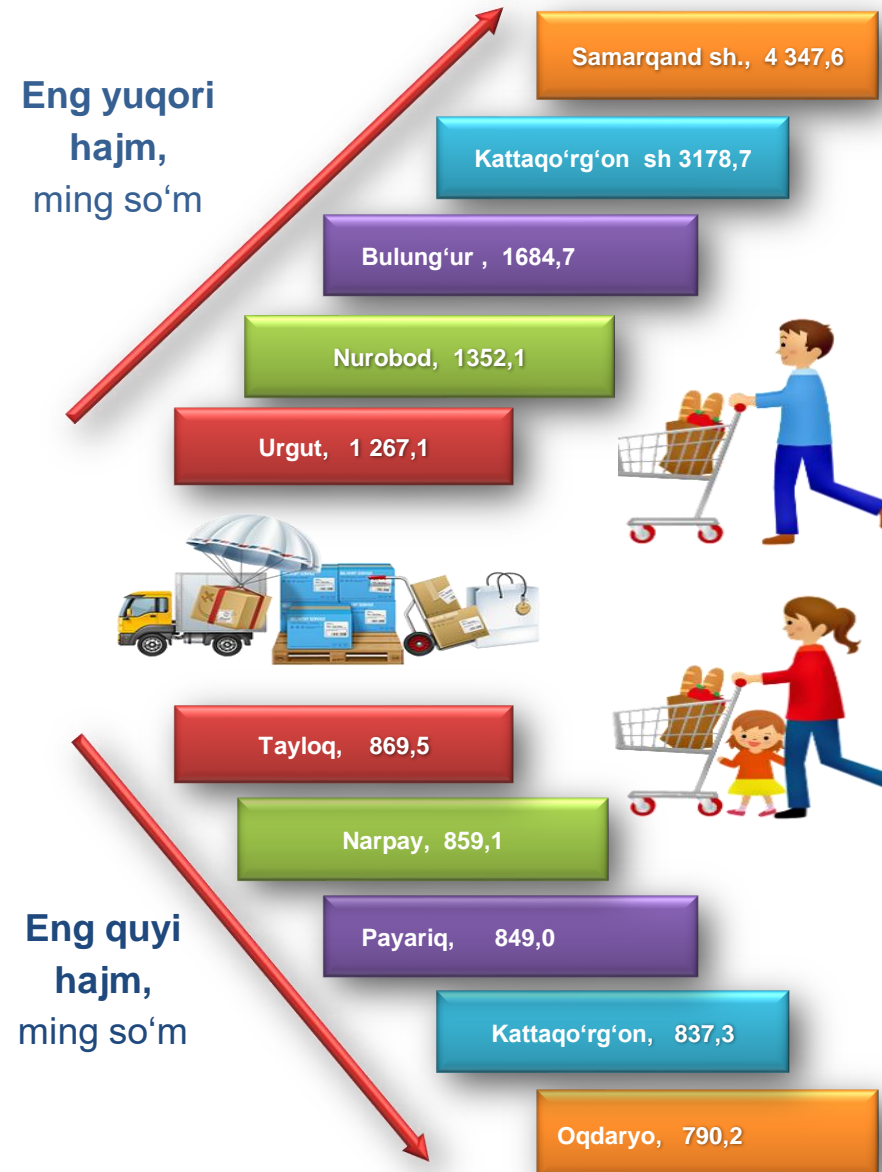 Samarqand sh., 4 347,6
Eng yuqori
hajm,
ming so‘m
Kattaqo‘rg‘on sh 3178,7
Bulung‘ur , 1684,7
Nurobod, 1352,1
Urgut, 1 267,1
Tayloq, 869,5
Narpay, 859,1
Payariq, 849,0
Eng quyi
hajm,
ming so‘m
Kattaqo‘rg‘on, 837,3
Oqdaryo, 790,2